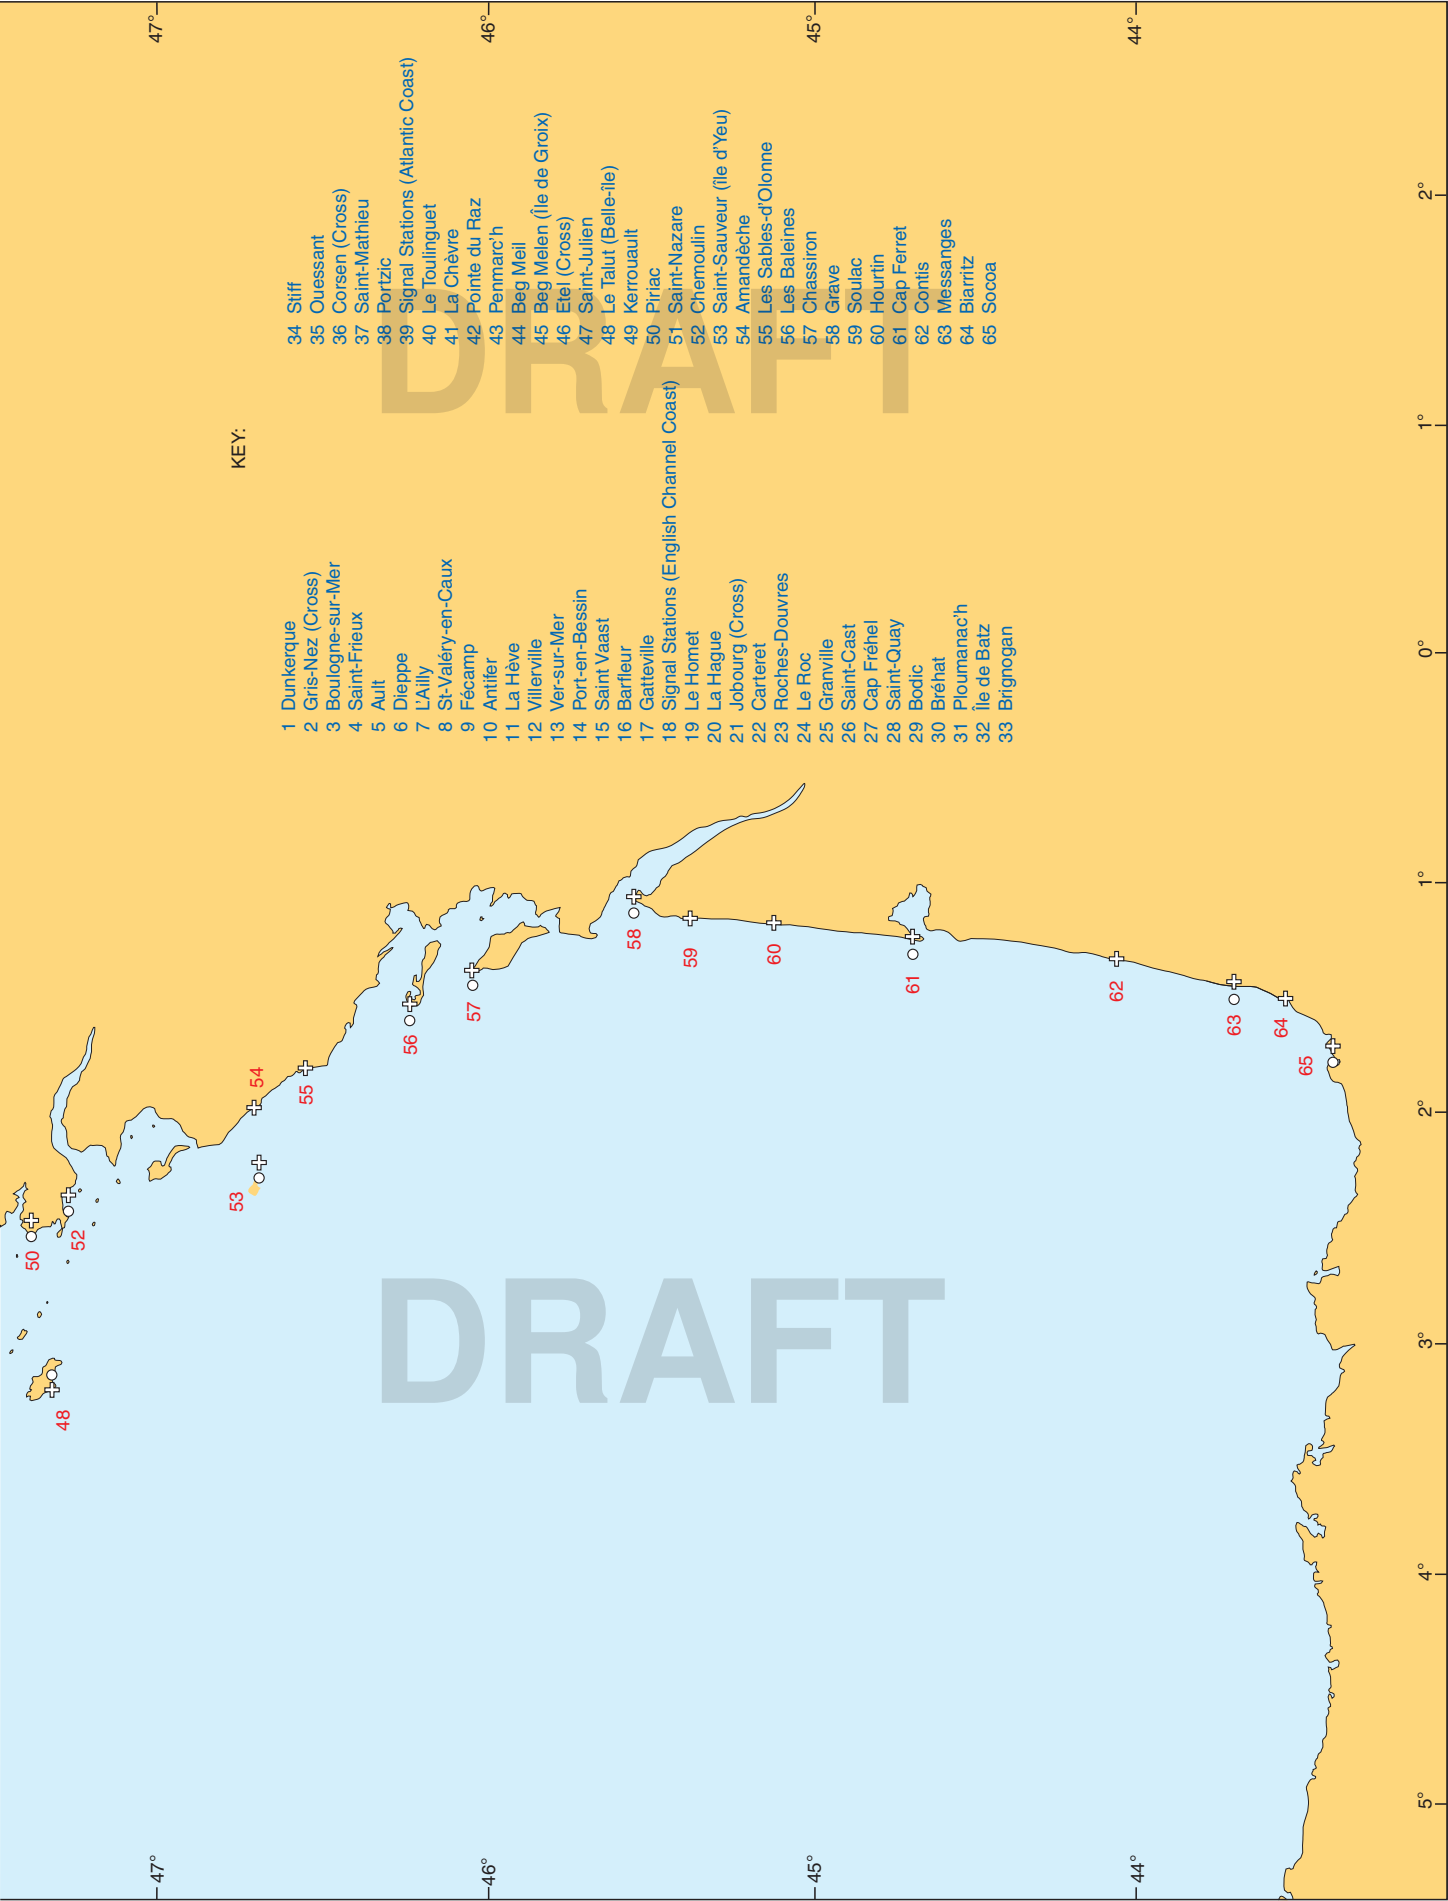 KEY:
1 Dunkerque
2 Gris-Nez (Cross)
3 Boulogne-sur-Mer
4 Saint-Frieux
5 Ault
6 Dieppe
7 L'Ailly
8 St-Valéry-en-Caux
9 Fécamp
10 Antifer
11 La Hève
12 Villerville
13 Ver-sur-Mer
14 Port-en-Bessin
15 Saint Vaast
16 Barfleur
17 Gatteville
18 Signal Stations (English Channel Coast)
19 Le Homet
20 La Hague
21 Jobourg (Cross)
22 Carteret
23 Roches-Douvres
24 Le Roc
25 Granville
26 Saint-Cast
27 Cap Fréhel
28 Saint-Quay
29 Bodic
30 Bréhat
31 Ploumanac'h
32 Île de Batz
33 Brignogan
34 Stiff
35 Ouessant
36 Corsen (Cross)
37 Saint-Mathieu
38 Portzic
39 Signal Stations (Atlantic Coast)
40 Le Toulinguet
41 La Chèvre
42 Pointe du Raz
43 Penmarc'h
44 Beg Meil
45 Beg Melen (Île de Groix)
46 Etel (Cross)
47 Saint-Julien
48 Le Talut (Belle-île)
49 Kerrouault
50 Piriac
51 Saint-Nazare
52 Chemoulin
53 Saint-Sauveur (île d'Yeu)
54 Amandèche
55 Les Sables-d'Olonne
56 Les Baleines
57 Chassiron
58 Grave
59 Soulac
60 Hourtin
61 Cap Ferret
62 Contis
63 Messanges
64 Biarritz
65 Socoa
DRAFT
DRAFT
47°
46°
45°
44°
47°
46°
45°
44°
5°
4°
3°
2°
1°
0°
1°
2°
48
50
52
53
54
55
56
57
58
59
60
61
62
63
64
65